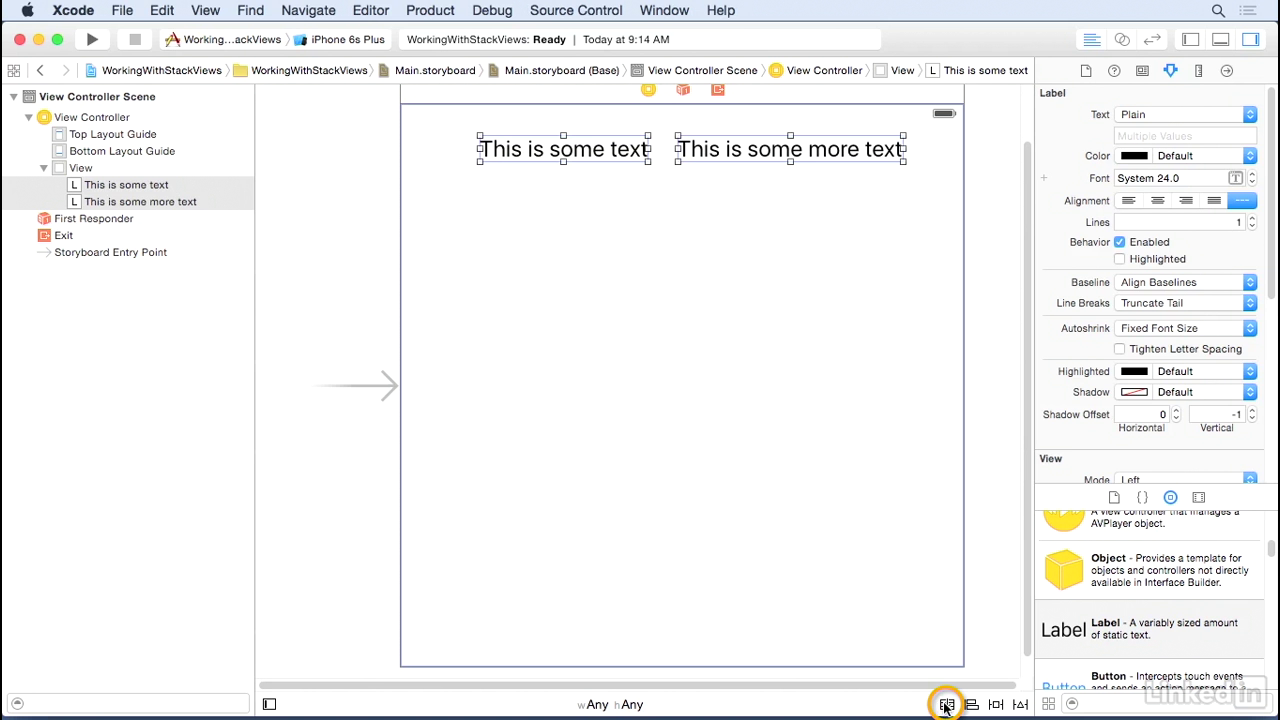 Xcode File Edit View Find Navigate Editor Product Debug Source Control Window Help
Working...ackViews iPhone 6s Plus WorkingWithStackViews: Ready Today at 9:14 AM
WorkingWithStackViews WorkingWithStackViews Main.storyboard Main.storyboard (Base) View Controller Scene View Controller View L This is some text
View Controller Scene
View Controller
Top Layout Guide
Bottom Layout Guide
View
L This is some text
L This is some more text
First Responder
Exit
Storyboard Entry Point
This is some text This is some more text
wAny hAny
Label
Text Plain
Multiple Values
Color Default
+ Font System 24.0 T
Alignment
Lines 1
Behavior Enabled
Highlighted
Baseline Align Baselines
Line Breaks Truncate Tail
Autoshrink Fixed Font Size
Tighten Letter Spacing
Highlighted Default
Shadow Default
Shadow Offset 0 -1
Horizontal Vertical
View
Mode Left
A view controller that manages a
AVPlayer object.
Object - Provides a template for
objects and controllers not directly
available in Interface Builder.
Label Label - A variably sized amount
of static text.
Button Button - Intercepts touch events
and sends an action message to a
LinkedIn